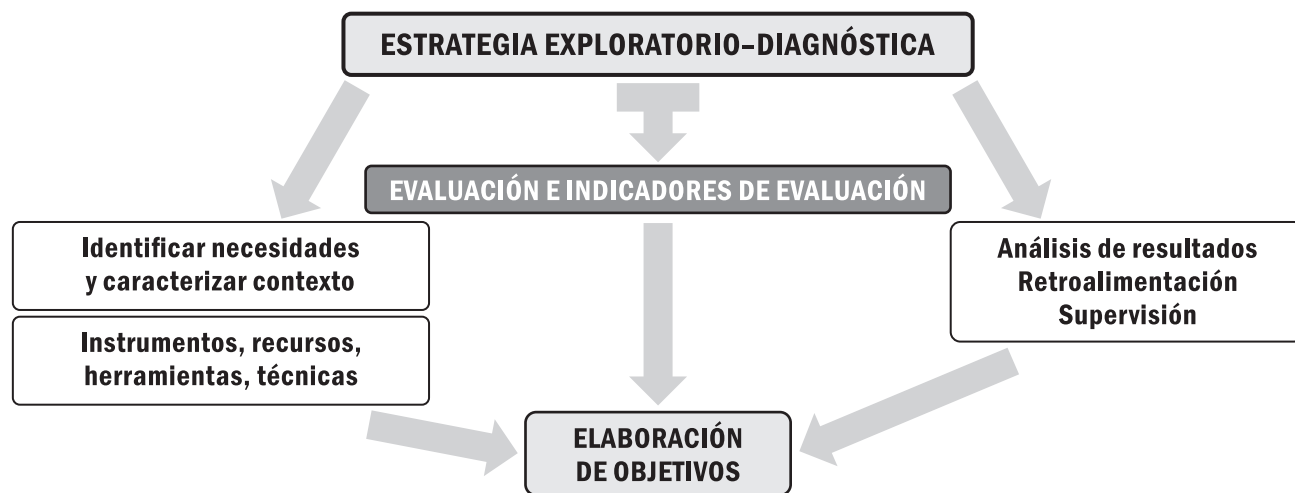 ESTRATEGIA EXPLORATORIO–DIAGNÓSTICA
EVALUACIÓN E INDICADORES DE EVALUACIÓN
Identificar necesidades
y caracterizar contexto
Instrumentos, recursos,
herramientas, técnicas
Análisis de resultados
Retroalimentación
Supervisión
ELABORACIÓN
DE OBJETIVOS